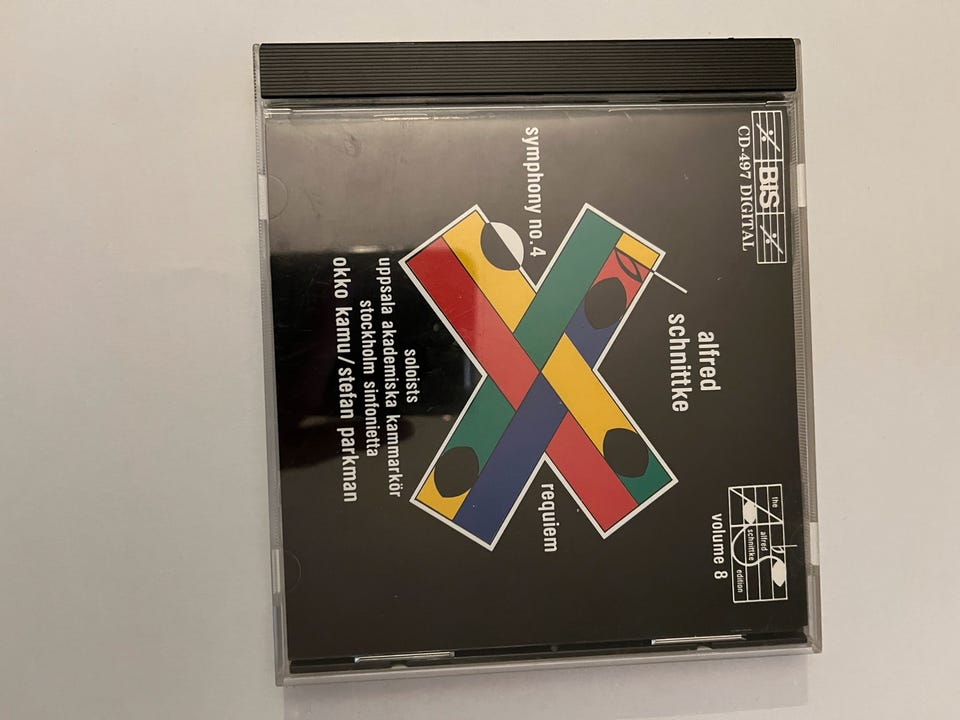 BIS
CD-497 DIGITAL
the
alfred
schnittke
edition
volume 8
alfred
schnittke
symphony no.4
requiem
soloists
uppsala akademiska kammarkör
stockholm sinfonietta
okko kamu/stefan parkman